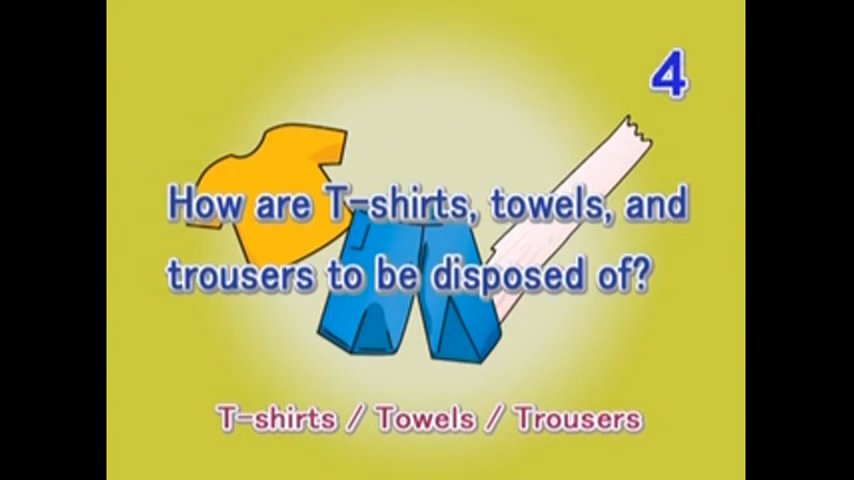 4
How are T-shirts, towels, and
trousers to be disposed of?
T-shirts / Towels / Trousers